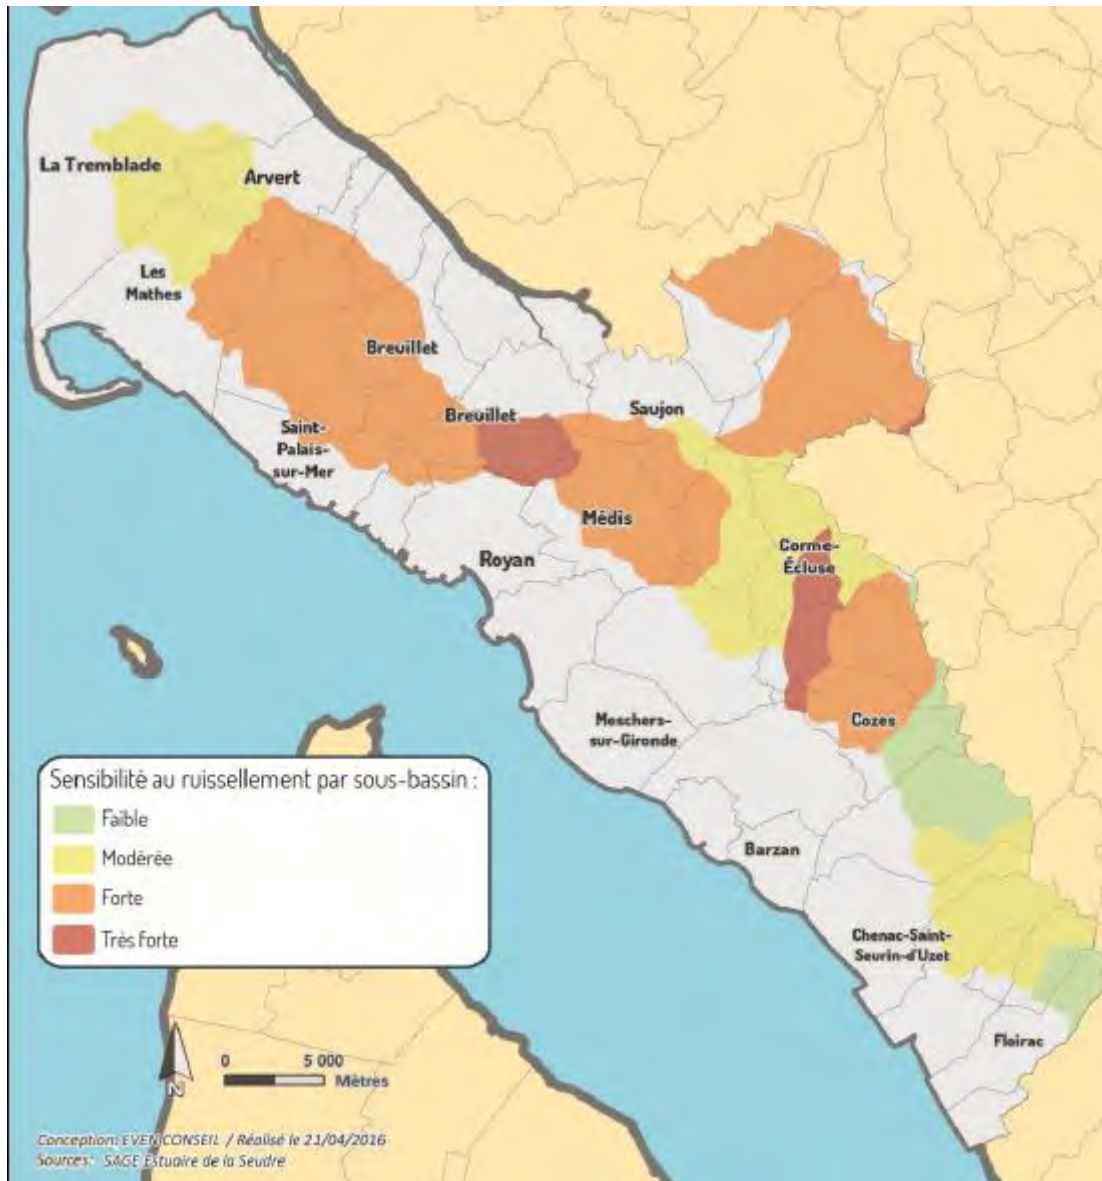 La Tremblade
Arvert
Les
Mathes
Breuillet
Breuillet
Saujon
Saint-
Palais-
sur-Mer
Médis
Royan
Corme-
Écluse
Meschers-
sur-Gironde
Cozes
Sensibilité au ruissellement par sous-bassin :
Faible
Modérée
Forte
Très forte
Barzan
Chenac-Saint-
Seurin-d'Uzet
Floirac
0 5 000
Mètres
N
Conception: EVEN CONSEIL / Réalisé le 21/04/2016
Sources: SAGE Estuaire de la Seudre